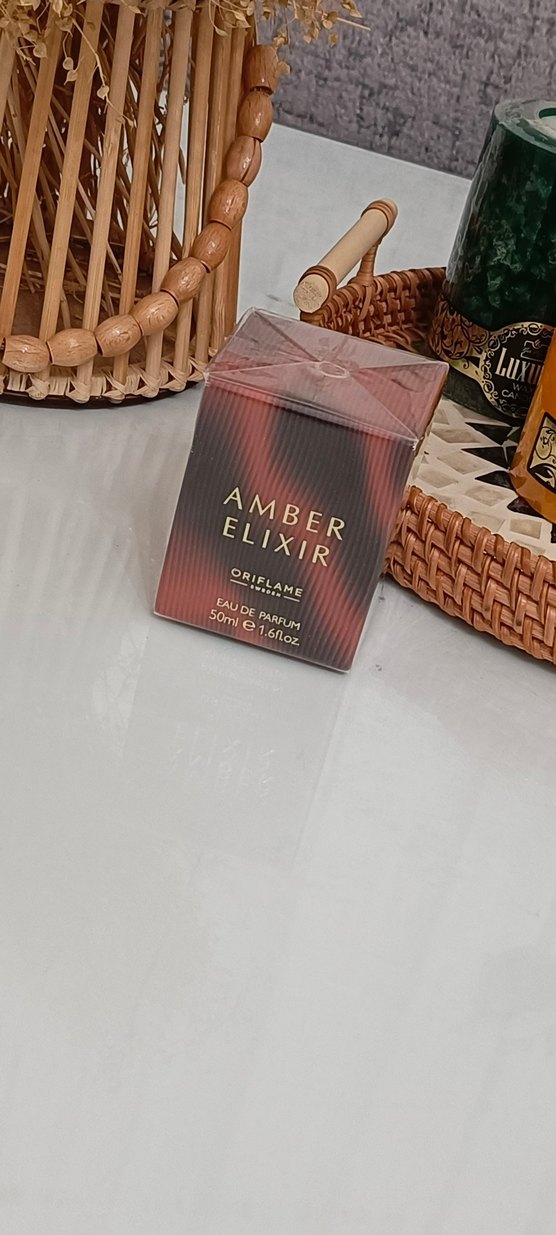 AMBER
ELIXIR
ORIFLAME
SWEDEN
EAU DE PARFUM
50ml ℮ 1.6fl.oz.